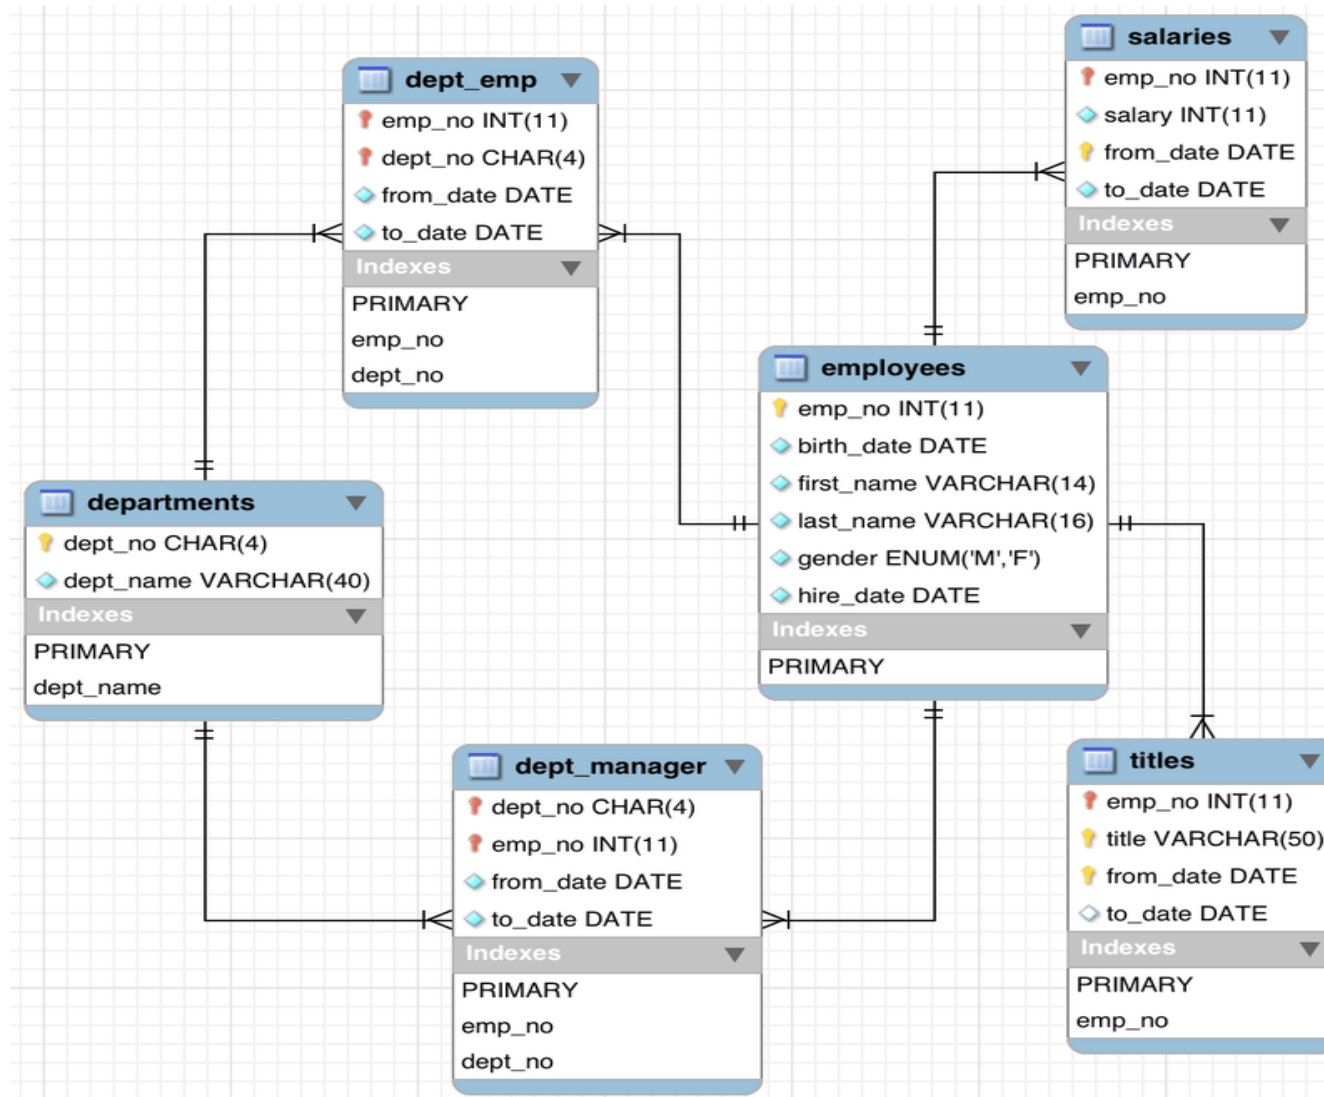 dept_emp
emp_no INT(11)
dept_no CHAR(4)
from_date DATE
to_date DATE
Indexes
PRIMARY
emp_no
dept_no
salaries
emp_no INT(11)
salary INT(11)
from_date DATE
to_date DATE
Indexes
PRIMARY
emp_no
employees
emp_no INT(11)
birth_date DATE
first_name VARCHAR(14)
last_name VARCHAR(16)
gender ENUM('M','F')
hire_date DATE
Indexes
PRIMARY
departments
dept_no CHAR(4)
dept_name VARCHAR(40)
Indexes
PRIMARY
dept_name
dept_manager
dept_no CHAR(4)
emp_no INT(11)
from_date DATE
to_date DATE
Indexes
PRIMARY
emp_no
dept_no
titles
emp_no INT(11)
title VARCHAR(50)
from_date DATE
to_date DATE
Indexes
PRIMARY
emp_no